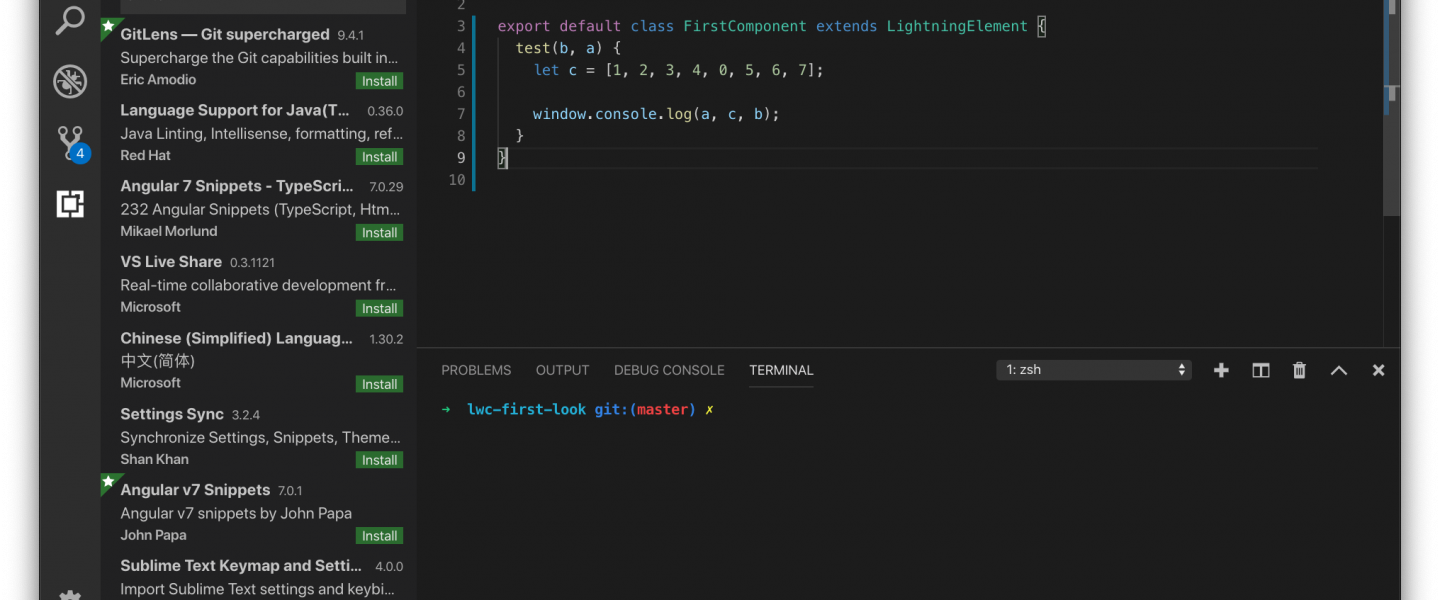 GitLens — Git supercharged 9.4.1
Supercharge the Git capabilities built in...
Eric Amodio Install
Language Support for Java(T... 0.36.0
Java Linting, Intellisense, formatting, ref...
Red Hat Install
Angular 7 Snippets - TypeScri... 7.0.29
232 Angular Snippets (TypeScript, Htm...
Mikael Morlund Install
VS Live Share 0.3.1121
Real-time collaborative development fr...
Microsoft Install
Chinese (Simplified) Languag... 1.30.2
中文(简体)
Microsoft Install
Settings Sync 3.2.4
Synchronize Settings, Snippets, Theme...
Shan Khan Install
Angular v7 Snippets 7.0.1
Angular v7 snippets by John Papa
John Papa Install
Sublime Text Keymap and Setti... 4.0.0
Import Sublime Text settings and keybi...
4
2
3 export default class FirstComponent extends LightningElement {
4 test(b, a) {
5 let c = [1, 2, 3, 4, 0, 5, 6, 7];
6
7 window.console.log(a, c, b);
8 }
9 }
10
PROBLEMS OUTPUT DEBUG CONSOLE TERMINAL 1: zsh
➜ lwc-first-look git:(master) ✗